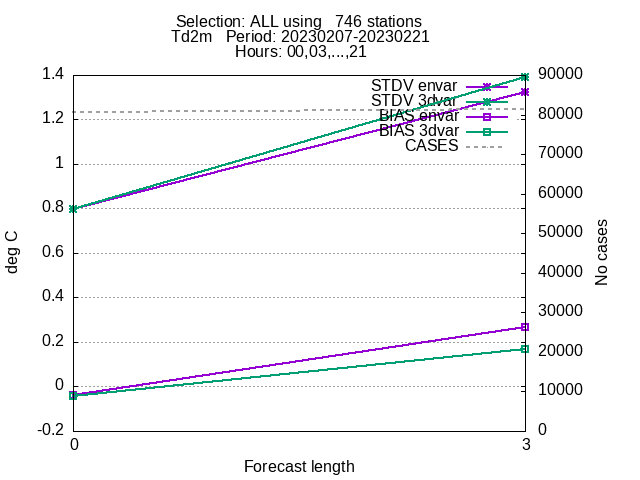 Selection: ALL using   746 stations
Td2m   Period: 20230207-20230221
Hours: 00,03,...,21
1.4
1.2
1
0.8
0.6
0.4
0.2
0
-0.2
deg C
STDV envar
STDV 3dvar
BIAS envar
BIAS 3dvar
CASES
90000
80000
70000
60000
50000
40000
30000
20000
10000
0
No cases
0
3
Forecast length